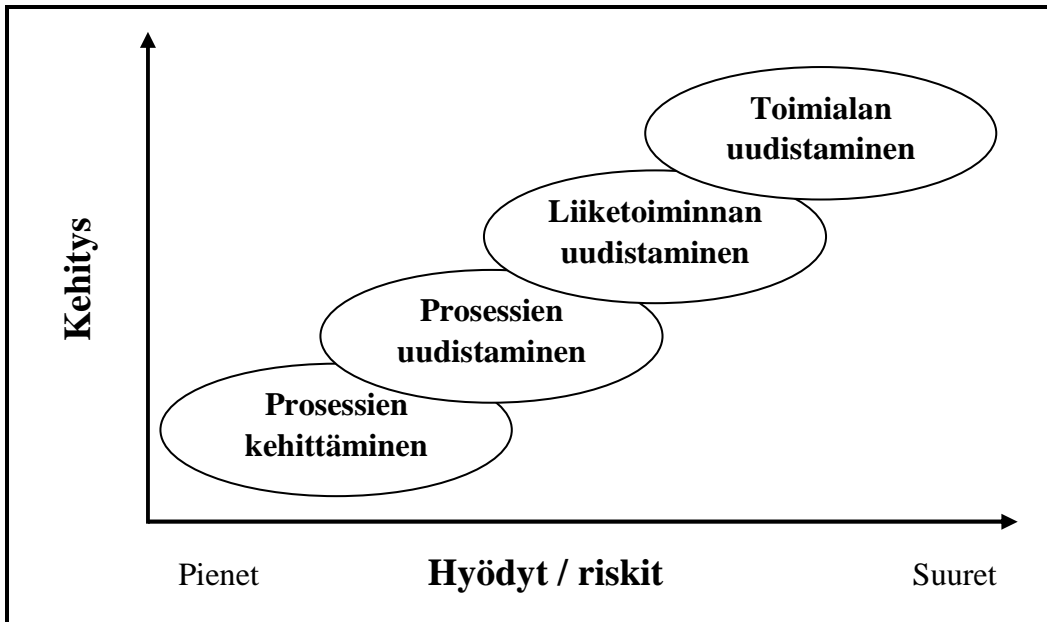 Toimialan
uudistaminen
Liiketoiminnan
uudistaminen
Prosessien
uudistaminen
Prosessien
kehittäminen
Kehitys
Pienet
Hyödyt / riskit
Suuret